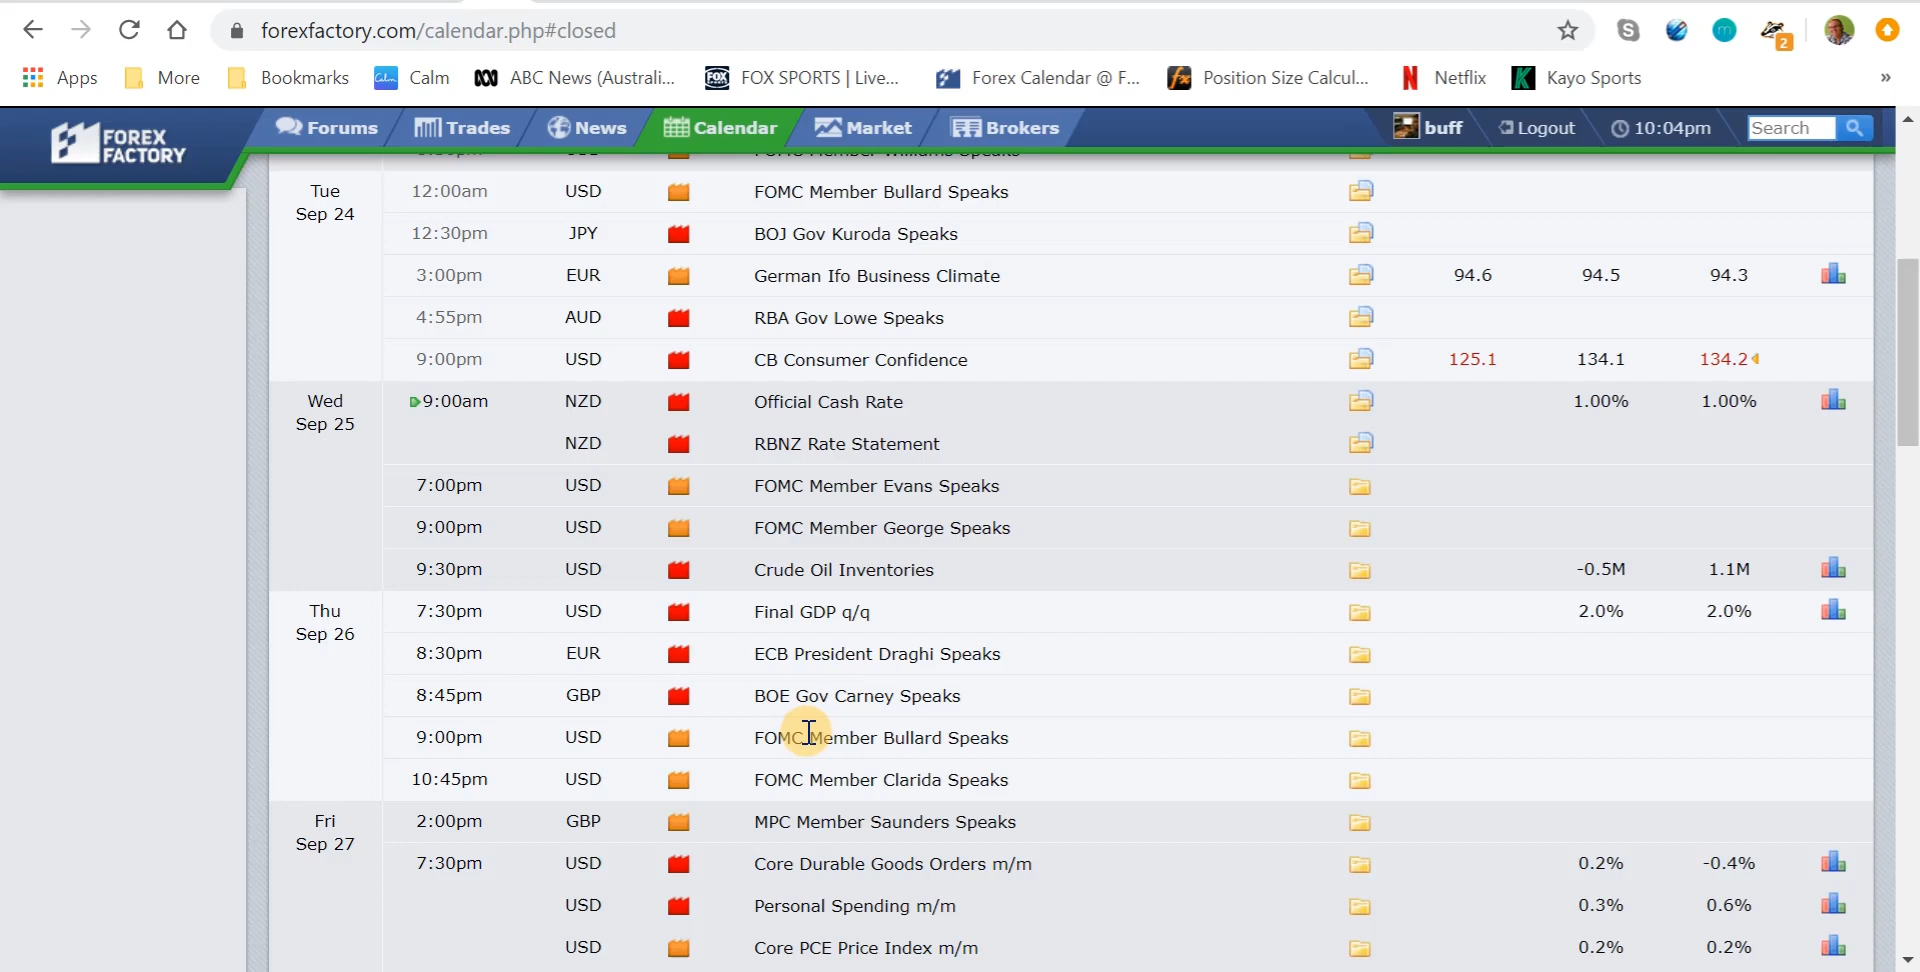 forexfactory.com/calendar.php#closed
2
Apps More Bookmarks Calm ABC News (Australi... FOX SPORTS | Live... Forex Calendar @ F... Position Size Calcul... Netflix Kayo Sports »
FOREX FACTORY
Forums Trades News Calendar Market Brokers buff Logout 10:04pm Search
FOMC Member Williams Speaks
Tue Sep 24 12:00am USD FOMC Member Bullard Speaks
12:30pm JPY BOJ Gov Kuroda Speaks
3:00pm EUR German Ifo Business Climate 94.6 94.5 94.3
4:55pm AUD RBA Gov Lowe Speaks
9:00pm USD CB Consumer Confidence 125.1 134.1 134.2
Wed Sep 25 9:00am NZD Official Cash Rate 1.00% 1.00%
NZD RBNZ Rate Statement
7:00pm USD FOMC Member Evans Speaks
9:00pm USD FOMC Member George Speaks
9:30pm USD Crude Oil Inventories -0.5M 1.1M
Thu Sep 26 7:30pm USD Final GDP q/q 2.0% 2.0%
8:30pm EUR ECB President Draghi Speaks
8:45pm GBP BOE Gov Carney Speaks
9:00pm USD FOMC Member Bullard Speaks
10:45pm USD FOMC Member Clarida Speaks
Fri Sep 27 2:00pm GBP MPC Member Saunders Speaks
7:30pm USD Core Durable Goods Orders m/m 0.2% -0.4%
USD Personal Spending m/m 0.3% 0.6%
USD Core PCE Price Index m/m 0.2% 0.2%